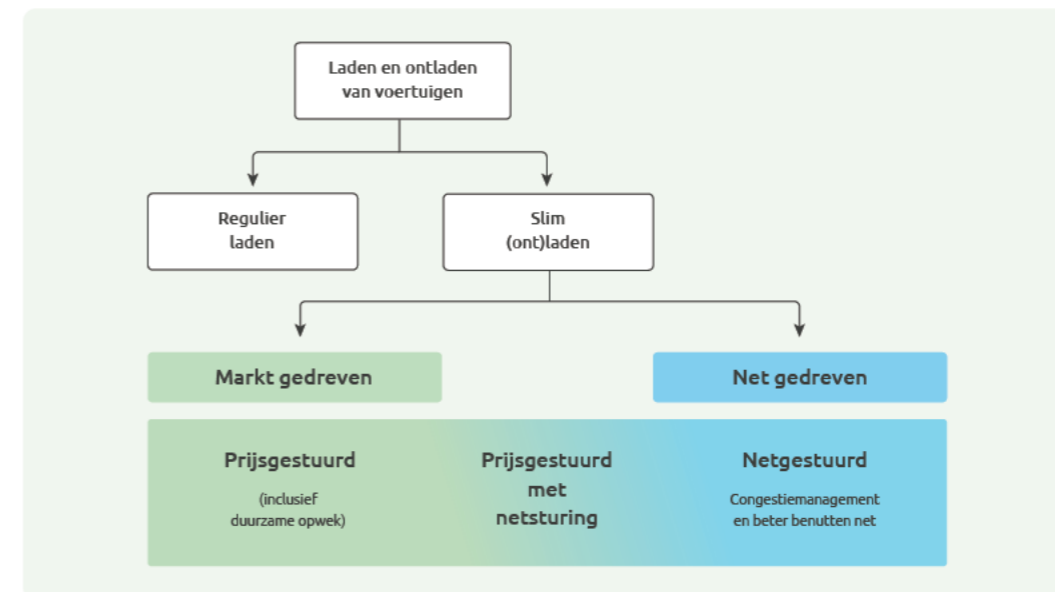 Laden en ontladen
van voertuigen
Regulier
laden
Slim
(ont)laden
Markt gedreven
Net gedreven
Prijsgestuurd
(inclusief
duurzame opwek)
Prijsgestuurd
met
netsturing
Netgestuurd
Congestiemanagement
en beter benutten net